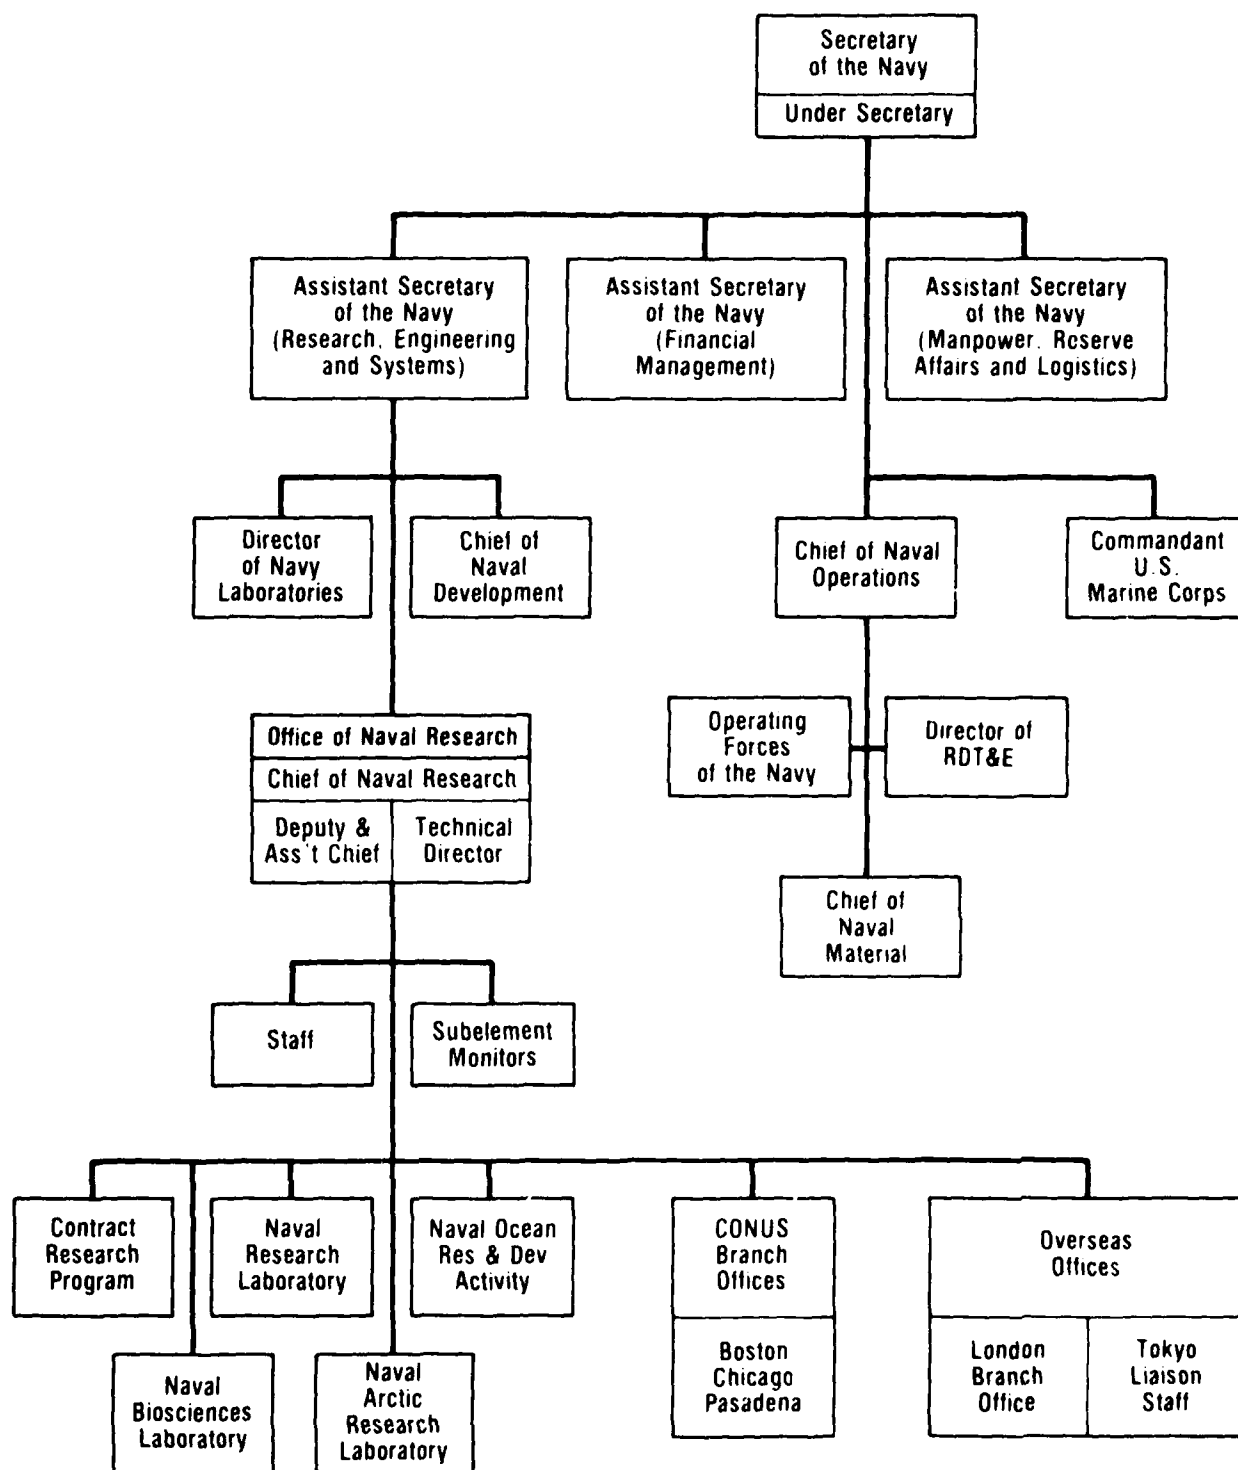 Secretary
of the Navy
Under Secretary
Assistant Secretary
of the Navy
(Research, Engineering
and Systems)
Assistant Secretary
of the Navy
(Financial
Management)
Assistant Secretary
of the Navy
(Manpower, Reserve
Affairs and Logistics)
Director
of Navy
Laboratories
Chief of
Naval
Development
Chief of Naval
Operations
Commandant
U.S.
Marine Corps
Office of Naval Research
Chief of Naval Research
Deputy &
Ass't Chief
Technical
Director
Operating
Forces
of the Navy
Director of
RDT&E
Chief of
Naval
Material
Staff
Subelement
Monitors
Contract
Research
Program
Naval
Research
Laboratory
Naval Ocean
Res & Dev
Activity
CONUS
Branch
Offices
Overseas
Offices
Boston
Chicago
Pasadena
London
Branch
Office
Tokyo
Liaison
Staff
Naval
Biosciences
Laboratory
Naval
Arctic
Research
Laboratory